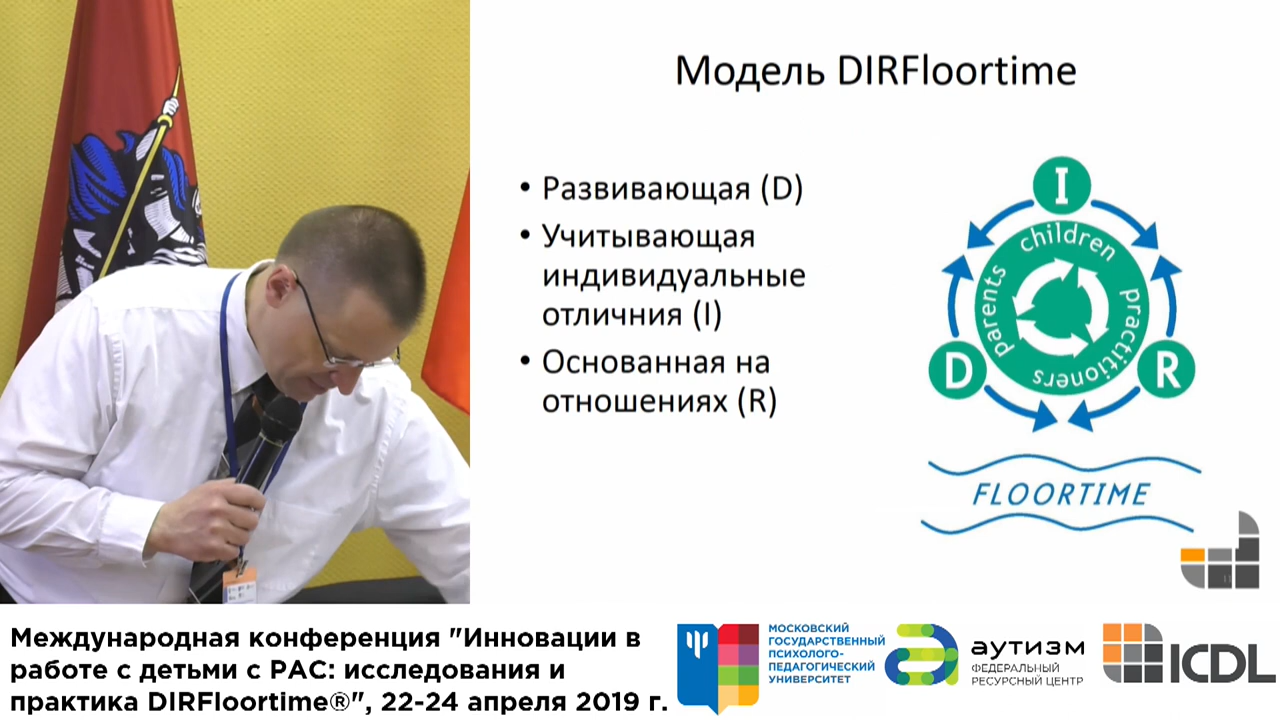 Модель DIRFloortime
• Развивающая (D)
• Учитывающая
индивидуальные
отличния (I)
• Основанная на
отношениях (R)
I
children
parents
practitioners
D
R
FLOORTIME
11
Международная конференция "Инновации в
работе с детьми с РАС: исследования и
практика DIRFloortime®", 22-24 апреля 2019 г.
МОСКОВСКИЙ
ГОСУДАРСТВЕННЫЙ
ПСИХОЛОГО-
ПЕДАГОГИЧЕСКИЙ
УНИВЕРСИТЕТ
аутизм
ФЕДЕРАЛЬНЫЙ
РЕСУРСНЫЙ ЦЕНТР
ICDL